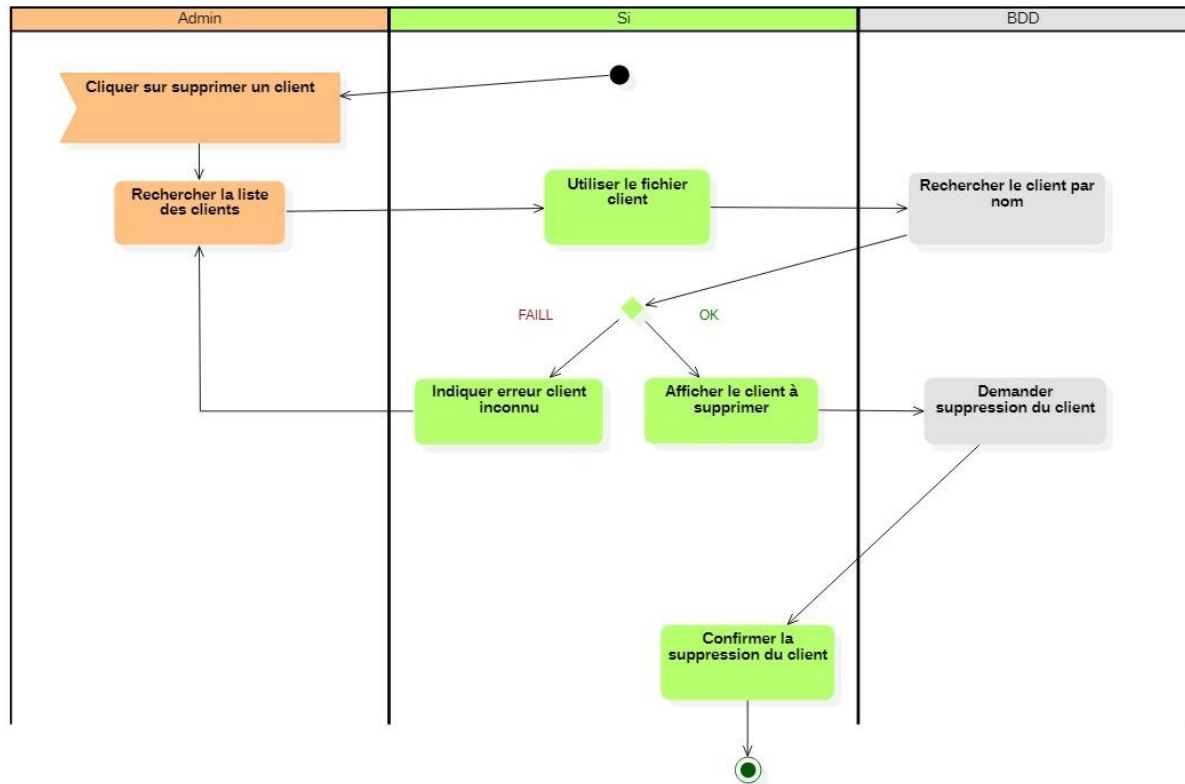 Admin
Si
BDD
Cliquer sur supprimer un client
Rechercher la liste
des clients
Utiliser le fichier
client
Rechercher le client par
nom
FAILL
OK
Indiquer erreur client
inconnu
Afficher le client à
supprimer
Demander
suppression du client
Confirmer la
suppression du client